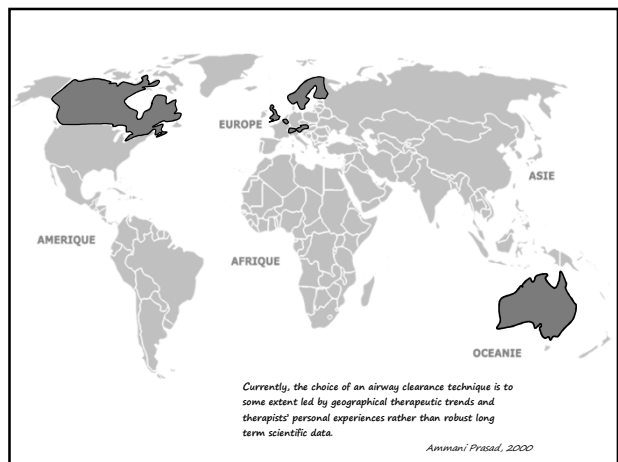 EUROPE
ASIE
AMERIQUE
AFRIQUE
OCEANIE
Currently, the choice of an airway clearance technique is to
some extent led by geographical therapeutic trends and
therapists' personal experiences rather than robust long
term scientific data.
Ammani Prasad, 2000